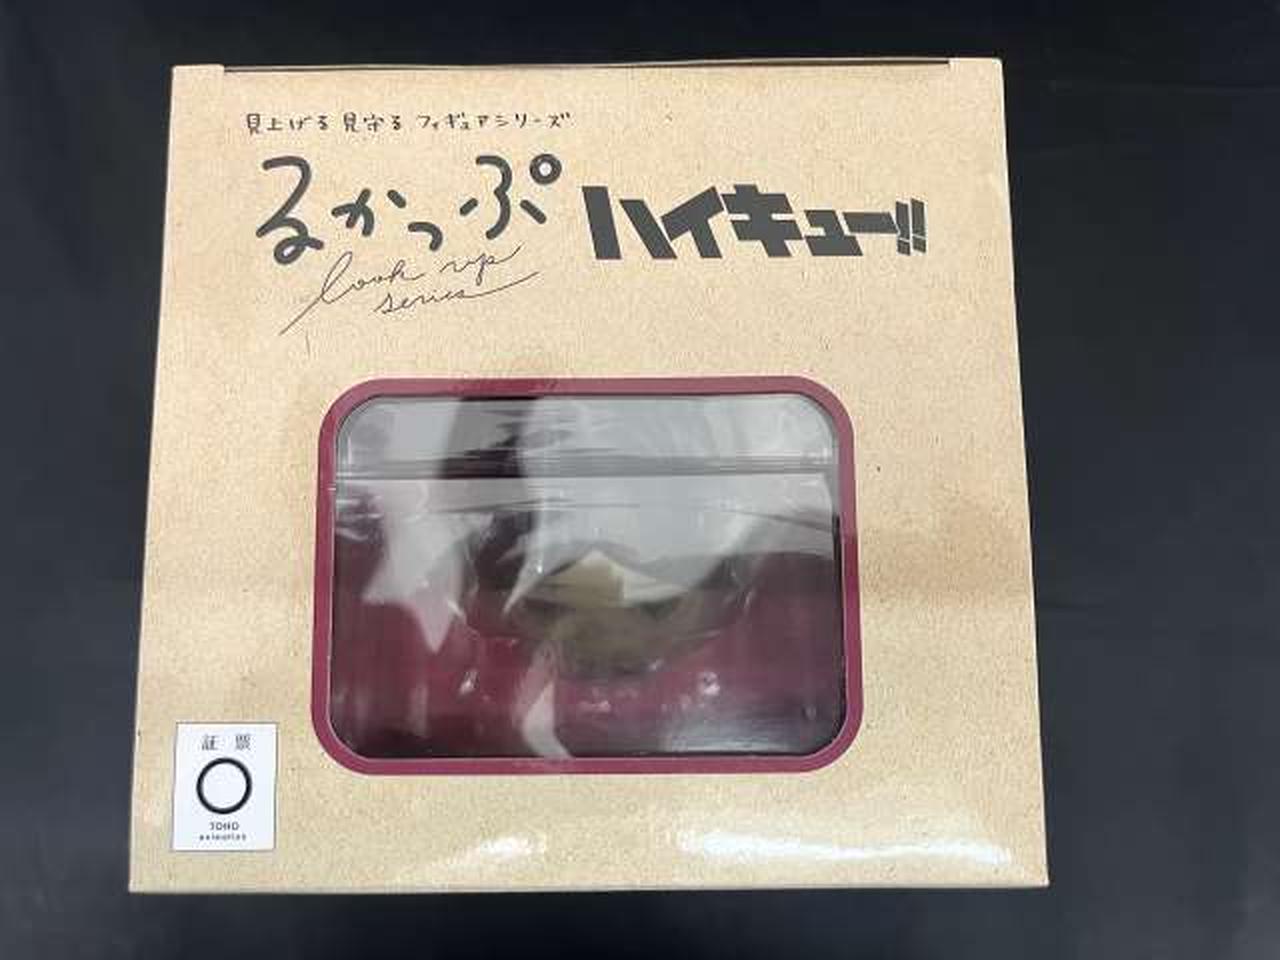 見上げる 見守る フィギュアシリーズ
るかっぷ ハイキュー!!
look up
series
証 票
TOHO
animation